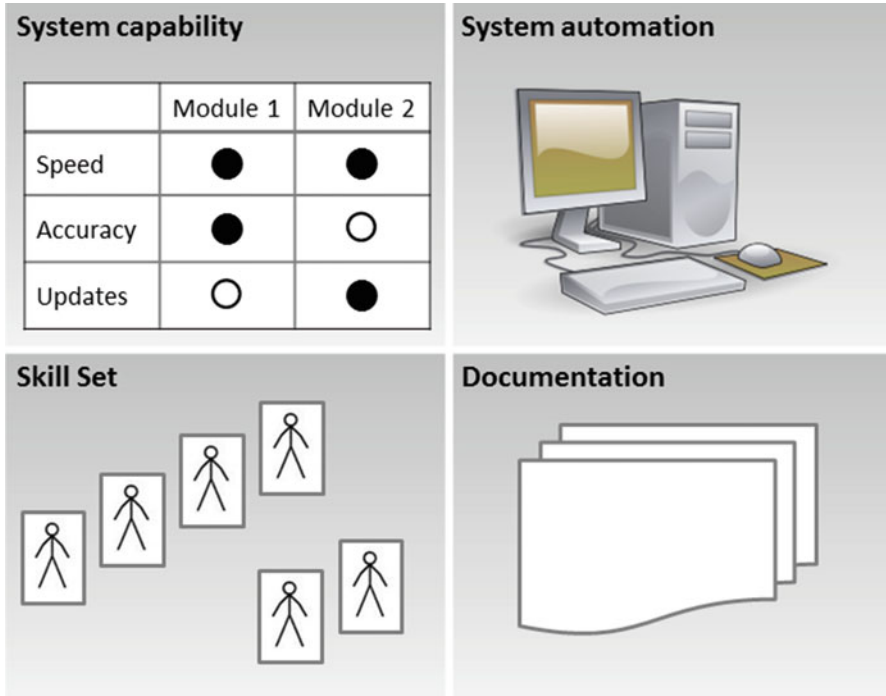 System capability
Module 1 Module 2
Speed
Accuracy
Updates
System automation
Skill Set
Documentation